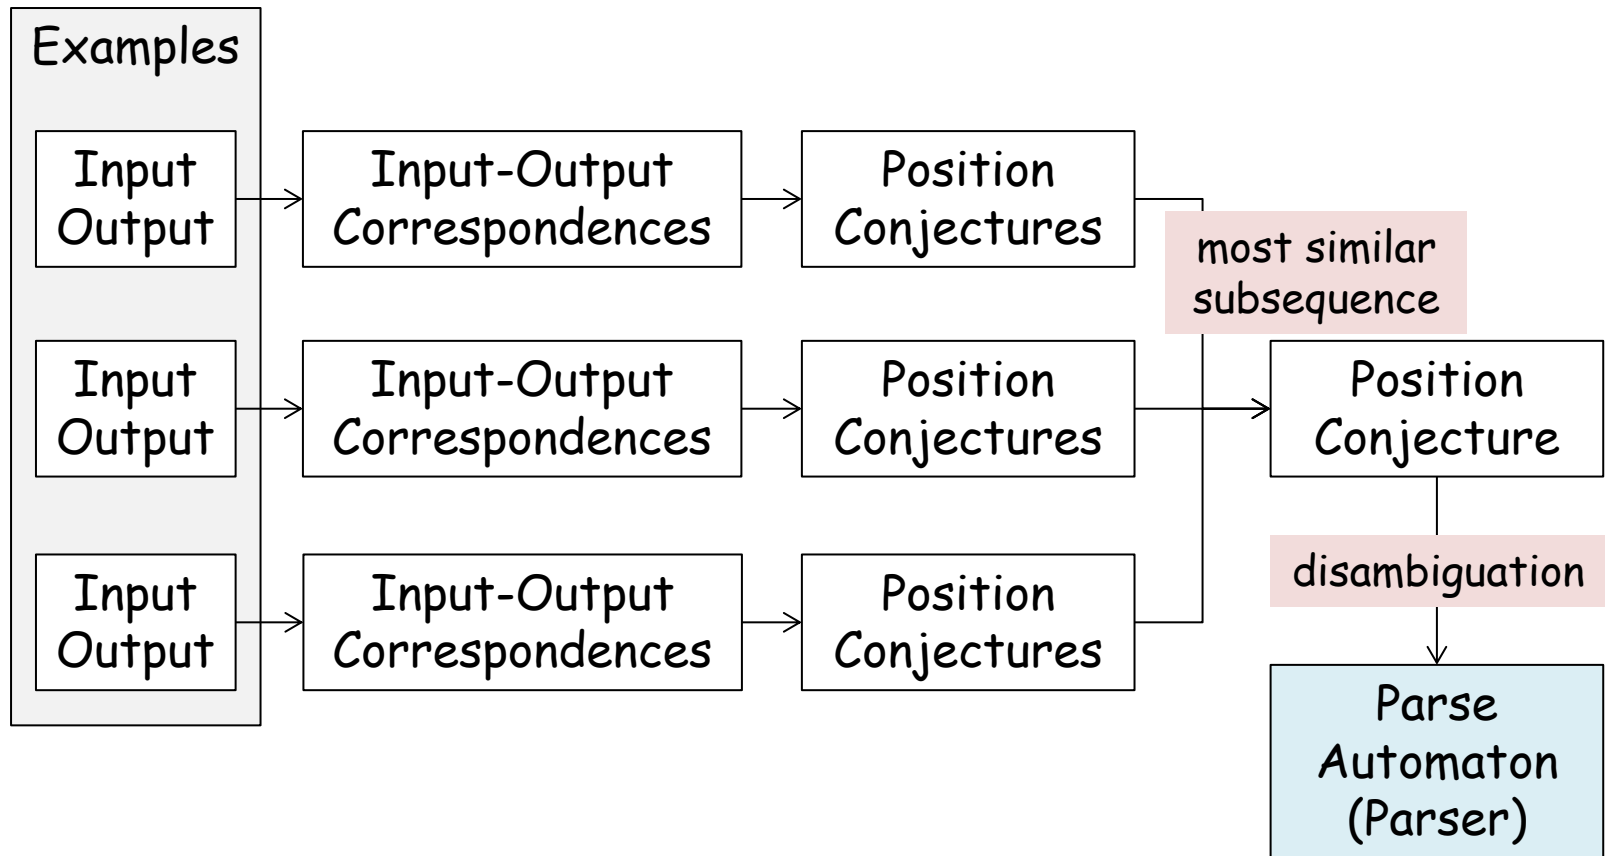 Examples
Input
Output
Input-Output
Correspondences
Position
Conjectures
most similar
subsequence
Input
Output
Input-Output
Correspondences
Position
Conjectures
Position
Conjecture
Input
Output
Input-Output
Correspondences
Position
Conjectures
disambiguation
Parse
Automaton
(Parser)